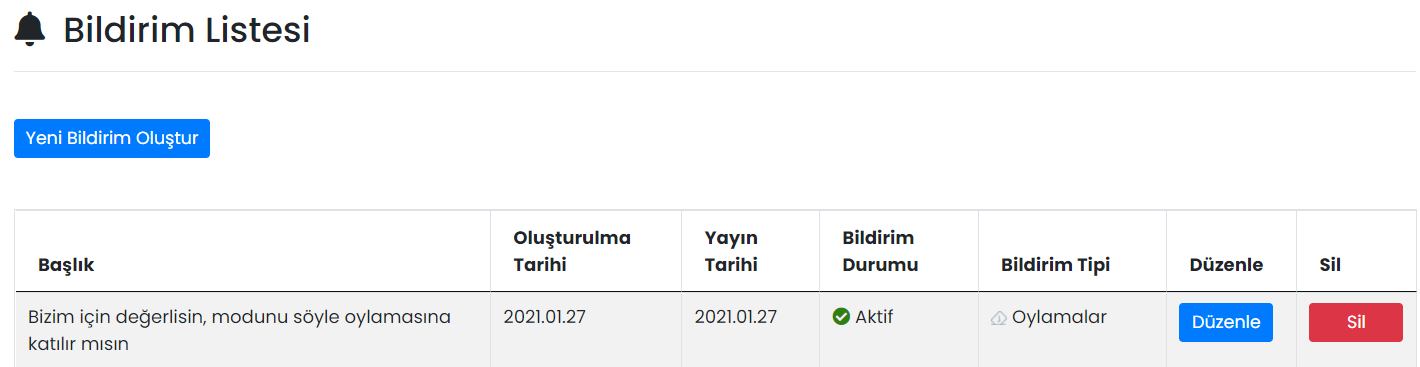 Bildirim Listesi
Yeni Bildirim Oluştur
Başlık
Oluşturulma
Tarihi
Yayın
Tarihi
Bildirim
Durumu
Bildirim Tipi
Düzenle
Sil
Bizim için değerlisin, modunu söyle oylamasına
katılır mısın
2021.01.27
2021.01.27
Aktif
Oylamalar
Düzenle
Sil